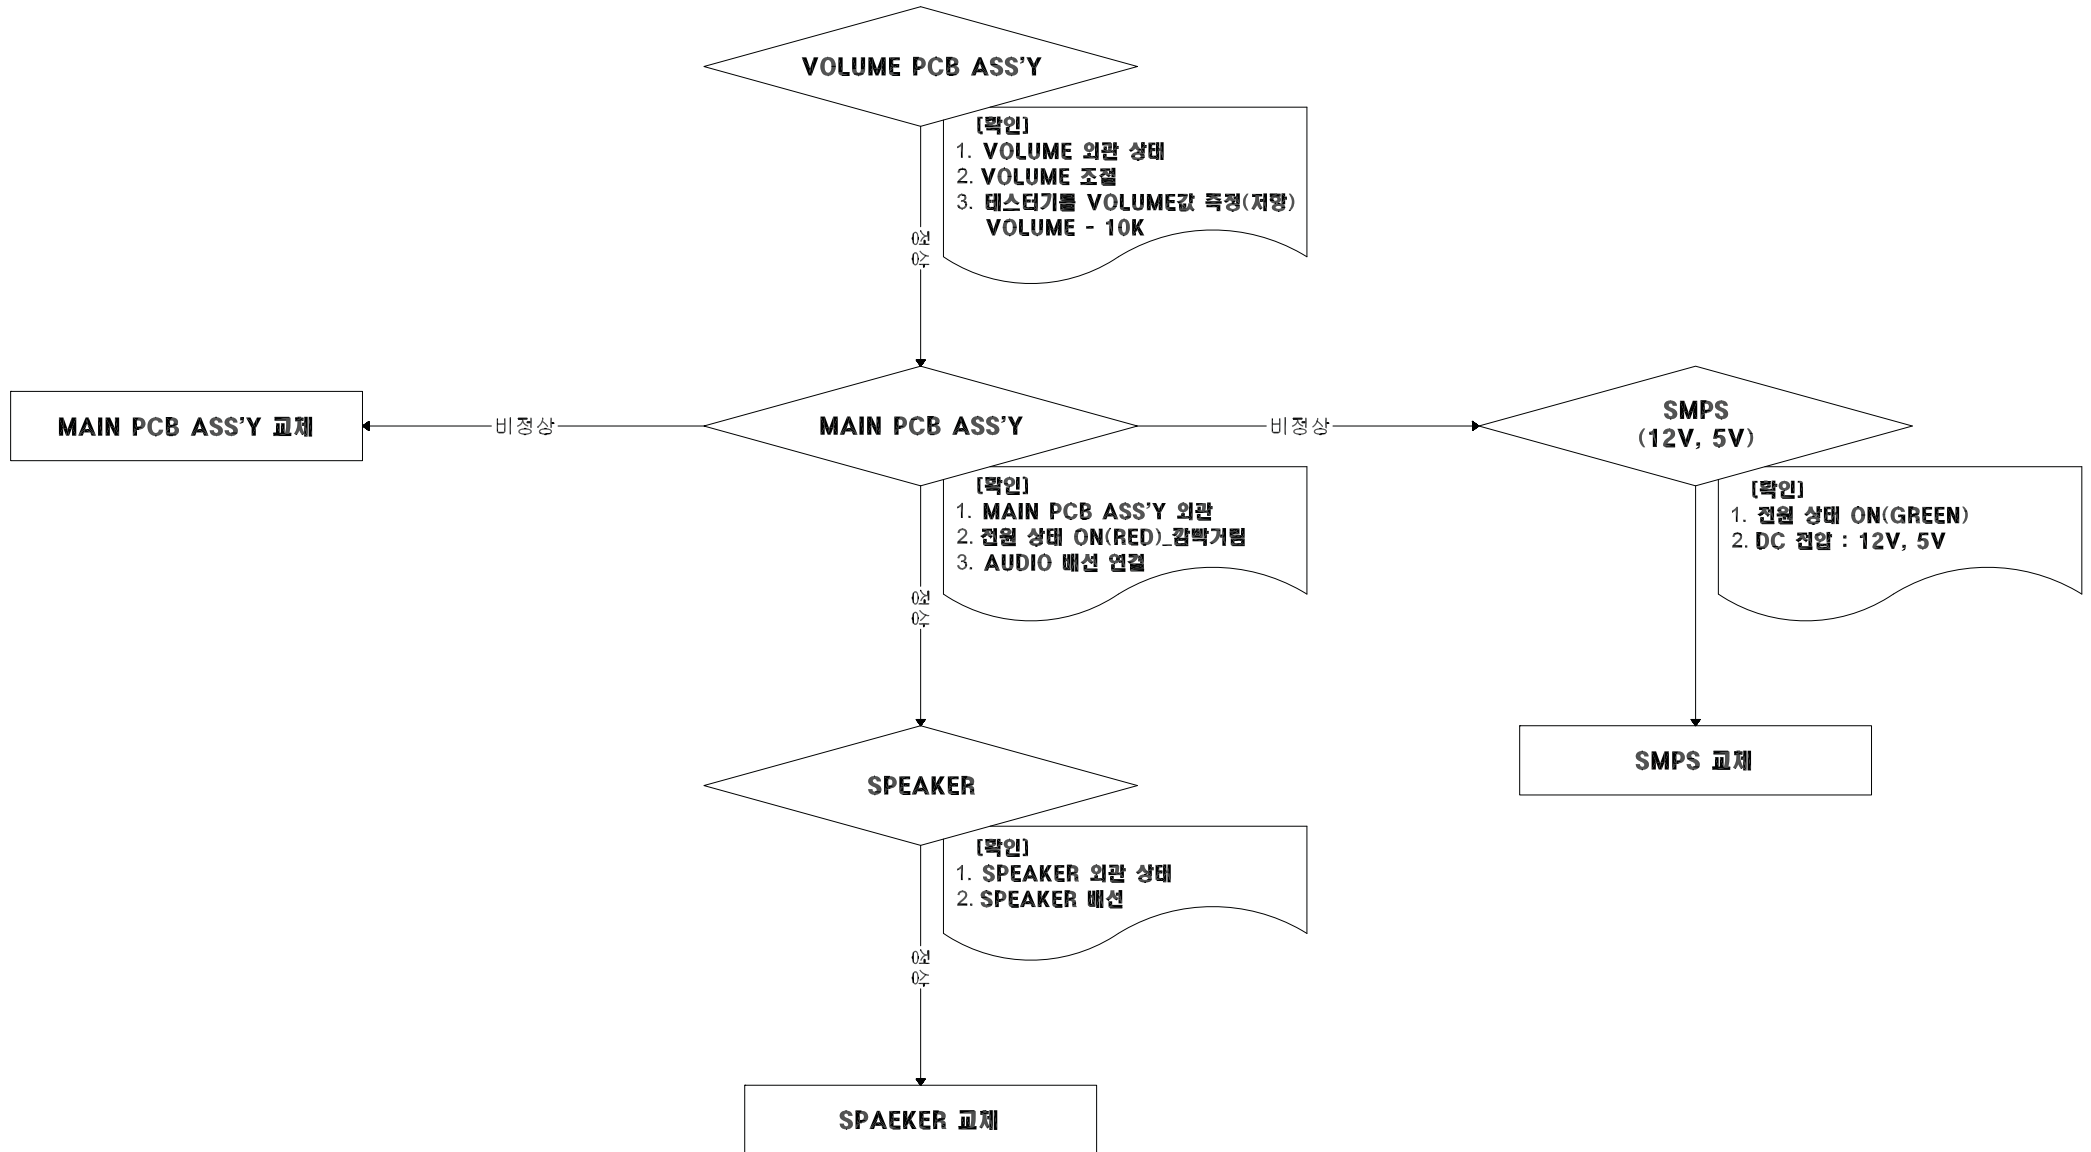 VOLUME PCB ASS'Y
[확인]
1. VOLUME 외관 상태
2. VOLUME 조절
3. 테스터기를 VOLUME값 측정(저항)
VOLUME - 10K
정상
MAIN PCB ASS'Y 교체
비정상
MAIN PCB ASS'Y
비정상
SMPS
(12V, 5V)
[확인]
1. MAIN PCB ASS'Y 외관
2. 전원 상태 ON(RED)_깜빡거림
3. AUDIO 배선 연결
[확인]
1. 전원 상태 ON(GREEN)
2. DC 전압 : 12V, 5V
정상
SPEAKER
SMPS 교체
[확인]
1. SPEAKER 외관 상태
2. SPEAKER 배선
정상
SPAEKER 교체